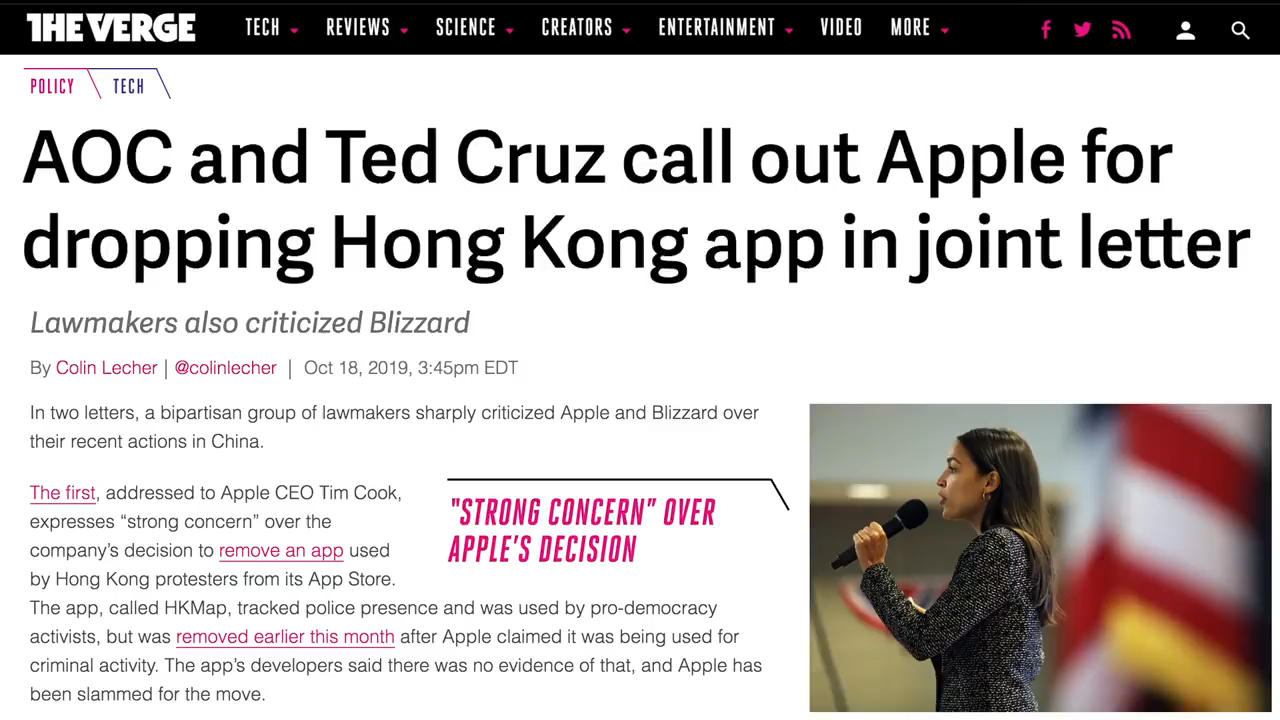 THE VERGE TECH REVIEWS SCIENCE CREATORS ENTERTAINMENT VIDEO MORE
POLICY TECH
AOC and Ted Cruz call out Apple for
dropping Hong Kong app in joint letter
Lawmakers also criticized Blizzard
By Colin Lecher | @colinlecher | Oct 18, 2019, 3:45pm EDT
In two letters, a bipartisan group of lawmakers sharply criticized Apple and Blizzard over
their recent actions in China.
The first, addressed to Apple CEO Tim Cook,
expresses “strong concern” over the
company’s decision to remove an app used
by Hong Kong protesters from its App Store.
The app, called HKMap, tracked police presence and was used by pro-democracy
activists, but was removed earlier this month after Apple claimed it was being used for
criminal activity. The app’s developers said there was no evidence of that, and Apple has
been slammed for the move.
"STRONG CONCERN” OVER
APPLE’S DECISION